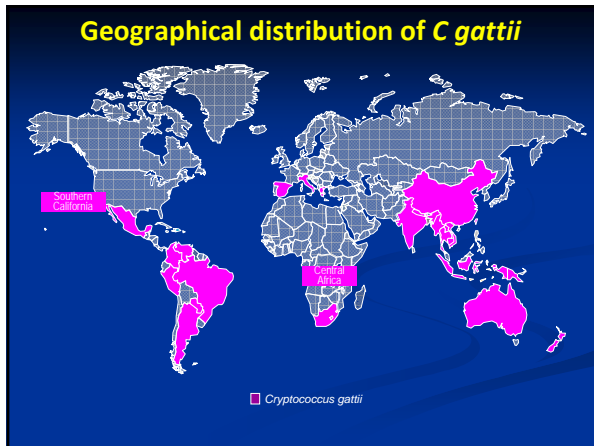 Geographical distribution of C gattii
Southern
California
Central
Africa
Cryptococcus gattii